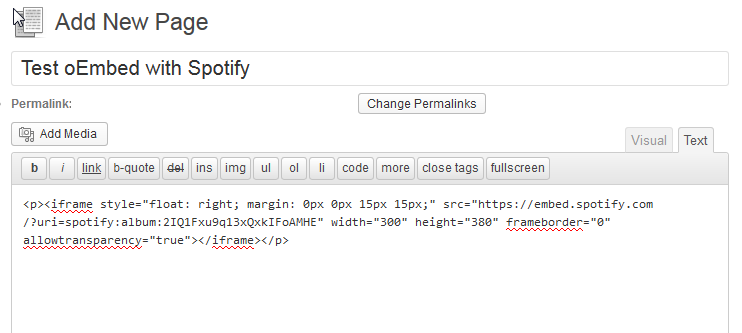 Add New Page
Test oEmbed with Spotify
Permalink: Change Permalinks
Add Media
Visual Text
b i link b-quote del ins img ul ol li code more close tags fullscreen
<p><iframe style="float: right; margin: 0px 0px 15px 15px;" src="https://embed.spotify.com
/?uri=spotify:album:2IQ1Fxu9q13xQxkIFoAMHE" width="300" height="380" frameborder="0"
allowtransparency="true"></iframe></p>